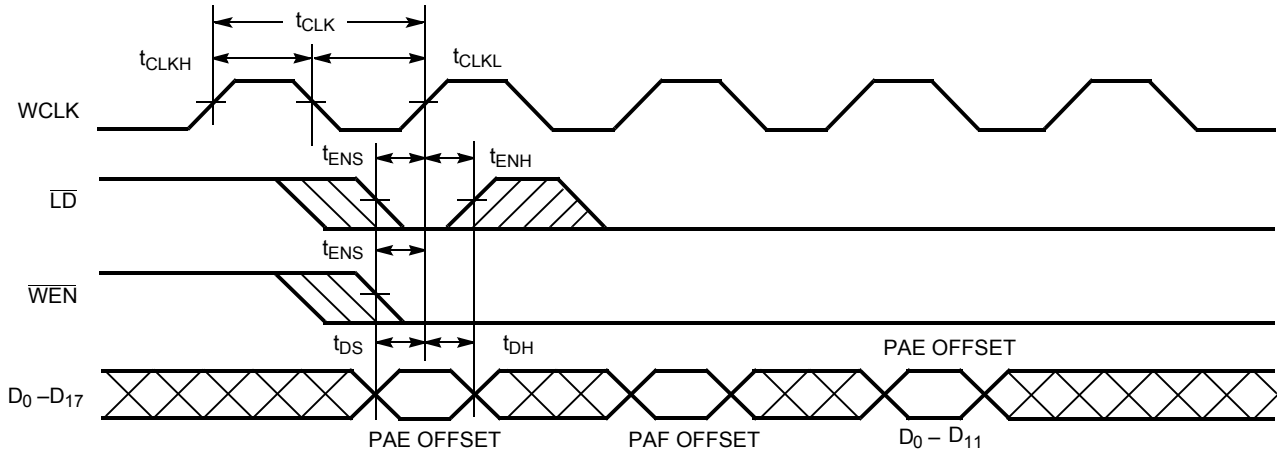 tCLK
tCLKH
tCLKL
WCLK
tENS
tENH
LD
tENS
WEN
tDS
tDH
PAE OFFSET
D0 –D17
PAE OFFSET
PAF OFFSET
D0 – D11